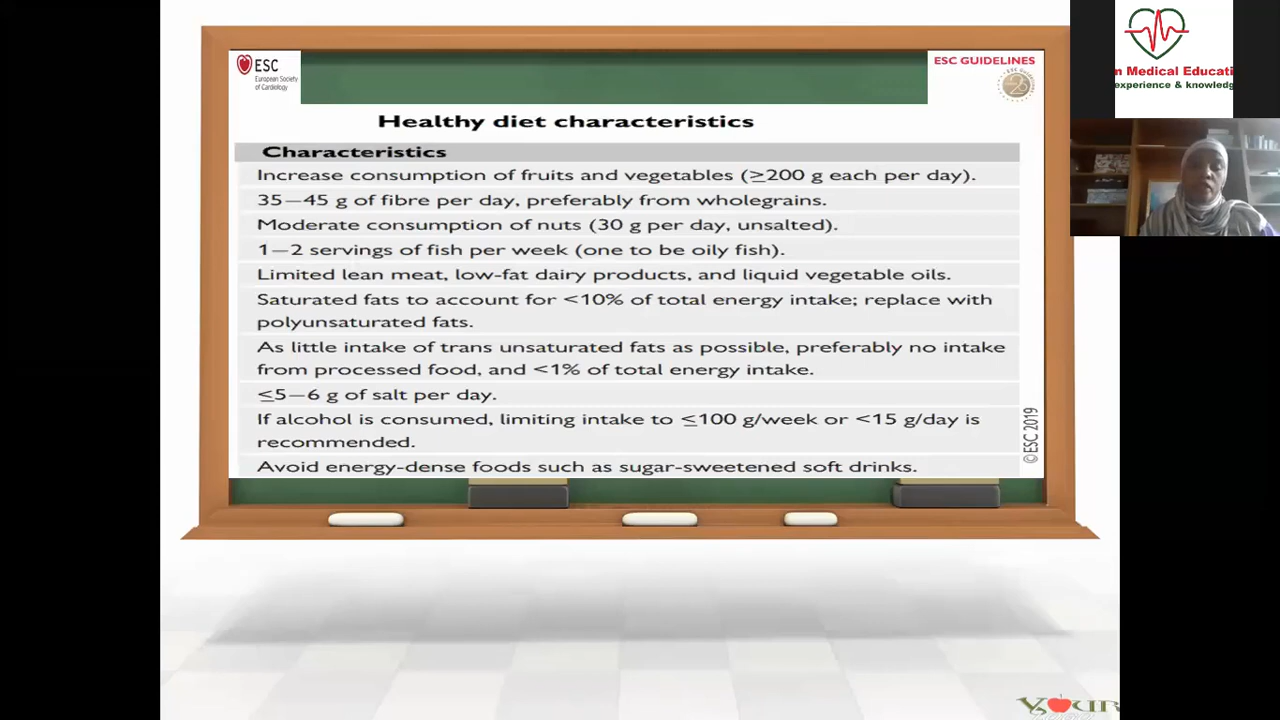 ESC
European Society
of Cardiology
ESC GUIDELINES
Medical Educati
experience & knowledg
Healthy diet characteristics
Characteristics
Increase consumption of fruits and vegetables (≥200 g each per day).
35–45 g of fibre per day, preferably from wholegrains.
Moderate consumption of nuts (30 g per day, unsalted).
1–2 servings of fish per week (one to be oily fish).
Limited lean meat, low-fat dairy products, and liquid vegetable oils.
Saturated fats to account for <10% of total energy intake; replace with
polyunsaturated fats.
As little intake of trans unsaturated fats as possible, preferably no intake
from processed food, and <1% of total energy intake.
≤5–6 g of salt per day.
If alcohol is consumed, limiting intake to ≤100 g/week or <15 g/day is
recommended.
Avoid energy-dense foods such as sugar-sweetened soft drinks.
©ESC 2019